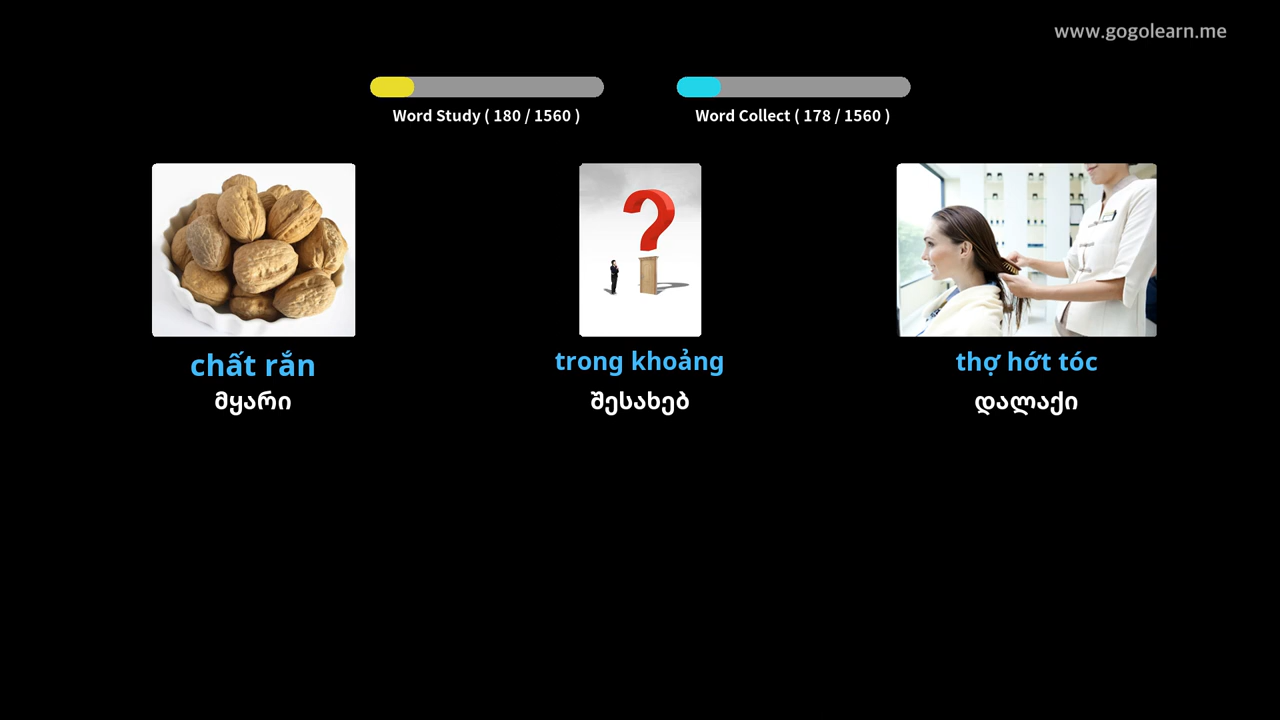 www.gogolearn.me
Word Study ( 180 / 1560 )
Word Collect ( 178 / 1560 )
chất rắn
მყარი
trong khoảng
შესახებ
thợ hớt tóc
დალაქი